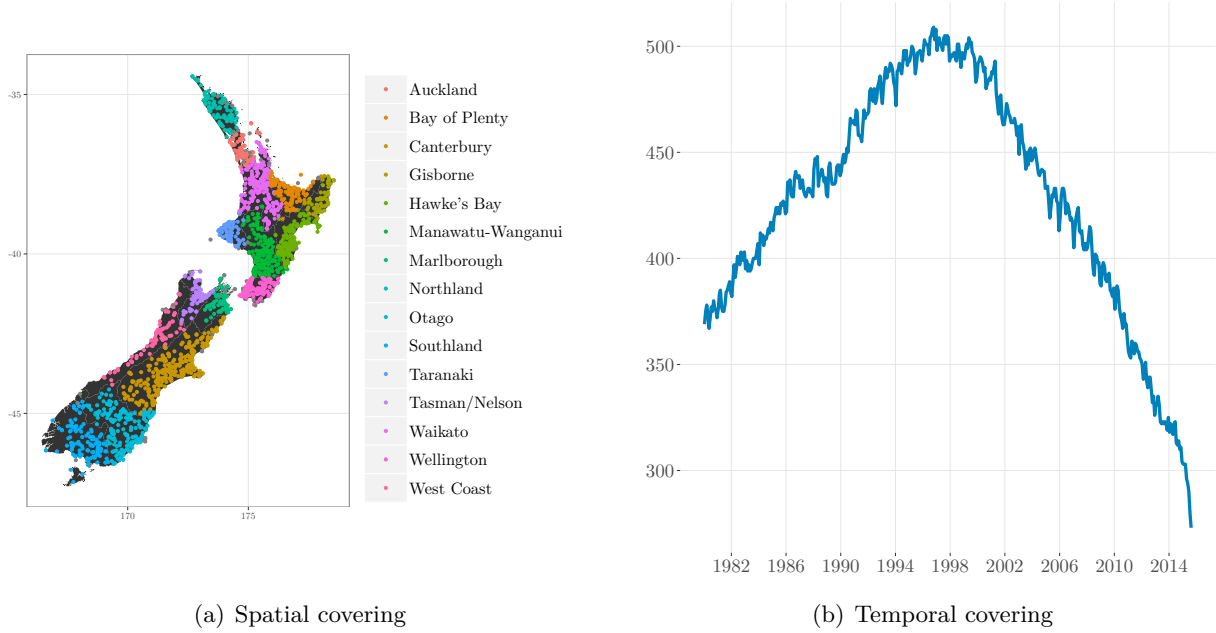 -35
-40
-45
170
175
Auckland
Bay of Plenty
Canterbury
Gisborne
Hawke's Bay
Manawatu-Wanganui
Marlborough
Northland
Otago
Southland
Taranaki
Tasman/Nelson
Waikato
Wellington
West Coast
(a) Spatial covering
500
450
400
350
300
1982 1986 1990 1994 1998 2002 2006 2010 2014
(b) Temporal covering